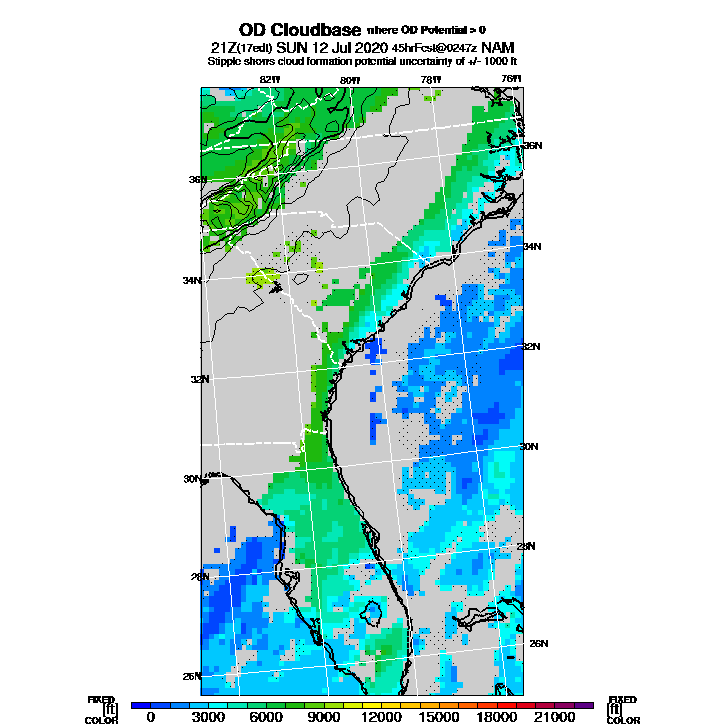 OD Cloudbase where OD Potential > 0
21Z(17edt) SUN 12 Jul 2020 45hrFcst@0247z NAM
Stipple shows cloud formation potential uncertainty of +/- 1000 ft
82W 80W 78W 76W
36N 36N
34N 34N
32N 32N
30N 30N
28N 28N
26N 26N
FIXED FIXED
[ft] [ft]
COLOR COLOR
0 3000 6000 9000 12000 15000 18000 21000